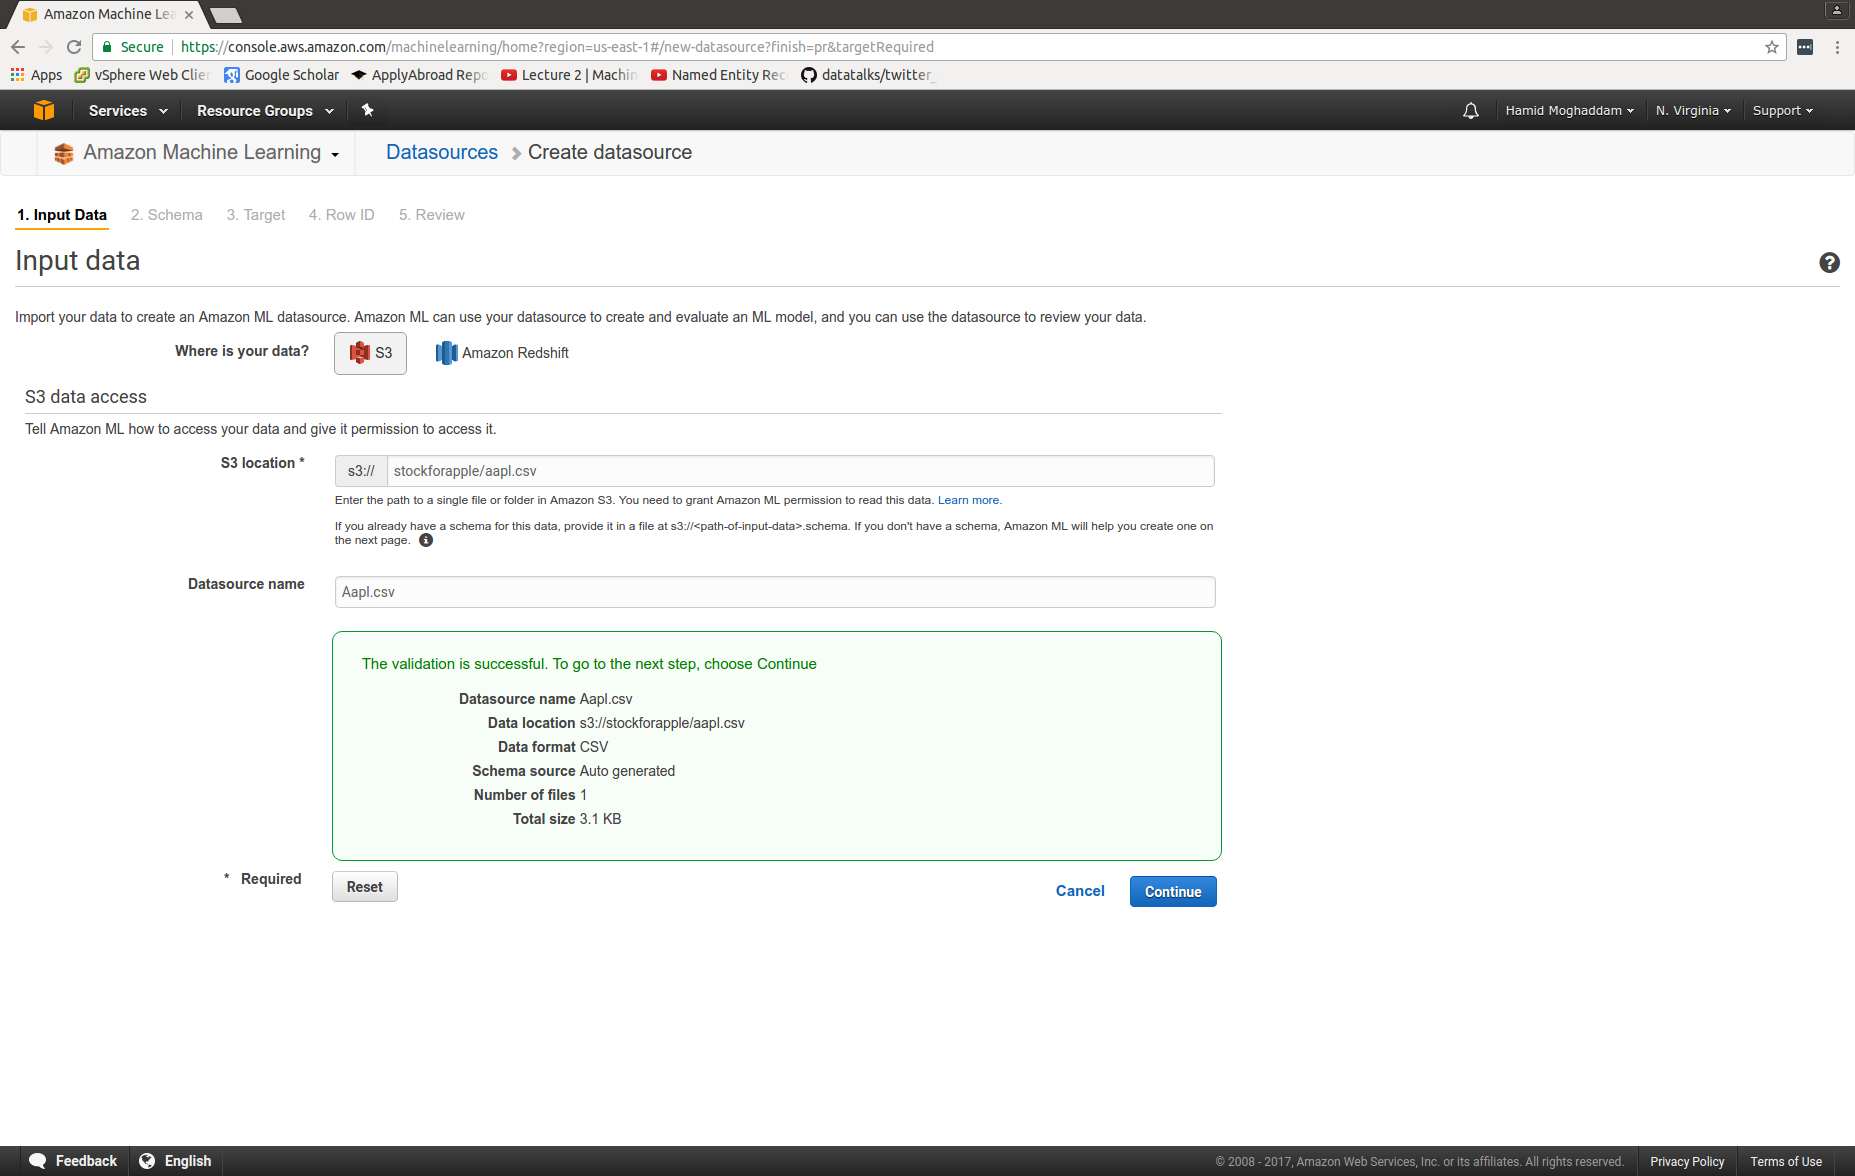 Amazon Machine Lea
Secure
https://console.aws.amazon.com/machinelearning/home?region=us-east-1#/new-datasource?finish=pr&targetRequired
Apps vSphere Web Clier Google Scholar ApplyAbroad Repo Lecture 2 | Machin Named Entity Rec datatalks/twitter_
Services Resource Groups Hamid Moghaddam N. Virginia Support
Amazon Machine Learning Datasources Create datasource
1. Input Data 2. Schema 3. Target 4. Row ID 5. Review
Input data
?
Import your data to create an Amazon ML datasource. Amazon ML can use your datasource to create and evaluate an ML model, and you can use the datasource to review your data.
Where is your data? S3 Amazon Redshift
S3 data access
Tell Amazon ML how to access your data and give it permission to access it.
S3 location * s3:// stockforapple/aapl.csv
Enter the path to a single file or folder in Amazon S3. You need to grant Amazon ML permission to read this data. Learn more.
If you already have a schema for this data, provide it in a file at s3://<path-of-input-data>.schema. If you don't have a schema, Amazon ML will help you create one on
the next page.
Datasource name Aapl.csv
The validation is successful. To go to the next step, choose Continue
Datasource name Aapl.csv
Data location s3://stockforapple/aapl.csv
Data format CSV
Schema source Auto generated
Number of files 1
Total size 3.1 KB
* Required Reset Cancel Continue
Feedback English © 2008 - 2017, Amazon Web Services, Inc. or its affiliates. All rights reserved. Privacy Policy Terms of Use